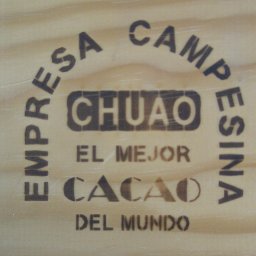 EMPRESA CAMPESINA
CHUAO
EL MEJOR
CACAO
DEL MUNDO